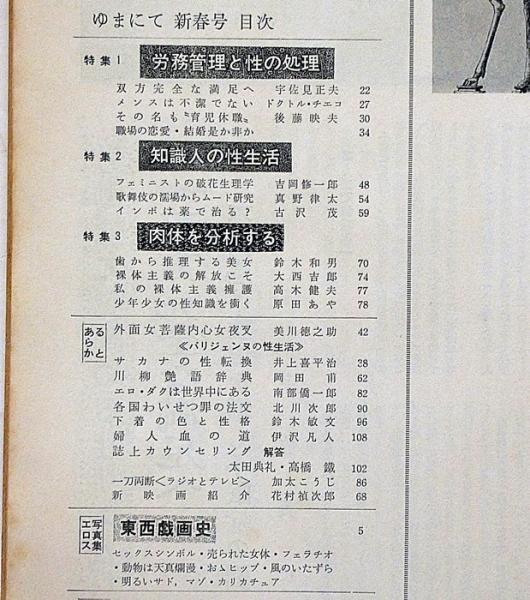 ゆまにて 新春号 目次
特集1 労務管理と性の処理
双方完全な満足へ 宇佐見正夫 22
メンスは不潔でない ドクトル・チエコ 27
その名も〝育児休職〟 後藤映夫 30
職場の恋愛・結婚是か非か 34
特集2 知識人の性生活
フェミニストの破花生理学 吉岡修一郎 48
歌舞伎の濡場からムード研究 真野律太 54
インポは薬で治る? 古沢茂 59
特集3 肉体を分析する
歯から推理する美女 鈴木和男 70
裸体主義の解放こそ 大西吉郎 74
私の裸体主義擁護 高木健夫 77
少年少女の性知識を衝く 原田あや 78
あるらかると
外面女菩薩内心女夜叉 美川徳之助 42
≪パリジェンヌの性生活≫
サカナの性転換 井上喜平治 38
川柳艶語辞典 岡田甫 62
エロ・ダクは世界中にある 南部僑一郎 82
各国わいせつ罪の法文 北川次郎 90
下着の色と性格 鈴木敏文 96
婦人血の道 伊沢凡人 108
誌上カウンセリング 解答
太田典礼・高橋鐵 102
一刀両断<ラジオとテレビ> 加太こうじ 86
新映画紹介 花村禎次郎 68
写真集エロス 東西戯画史 5
セックスシンボル・売られた女体・フェラチオ
・動物は天真爛漫・おゝヒップ・風のいたずら
・明るいサド,マゾ・カリカチュア